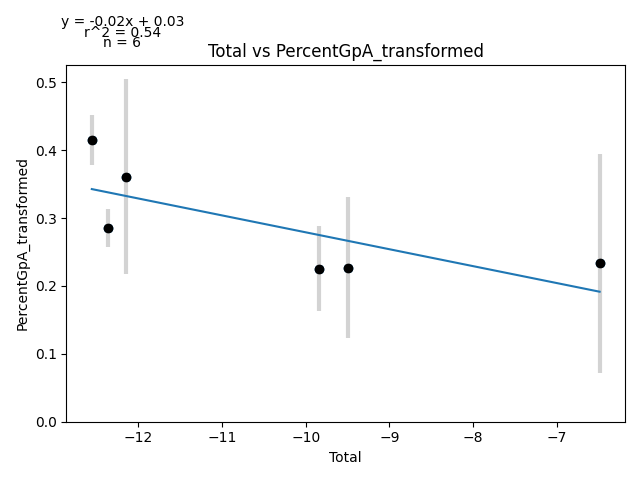 y = -0.02x + 0.03
r^2 = 0.54
n = 6
Total vs PercentGpA_transformed
PercentGpA_transformed
0.5
0.4
0.3
0.2
0.1
0.0
−12
−11
−10
−9
−8
−7
Total